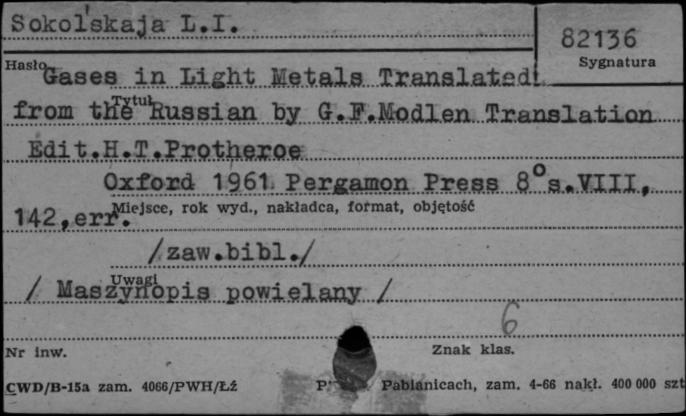 Sokol'skaja L.I.
82136
Sygnatura
Hasło
Gases in Light Metals Translated
Tytuł
from the Russian by G.F.Modlen Translation
Edit.H.T.Protheroe
Oxford 1961 Pergamon Press 8° s.VIII,
Miejsce, rok wyd., nakładca, format, objętość
142,err.
/zaw.bibl./
Uwagi
/ Maszynopis powielany /
6
Nr inw.
Znak klas.
CWD/B-15a zam. 4066/PWH/Łź
Pabianicach, zam. 4-66 nakł. 400 000 szt